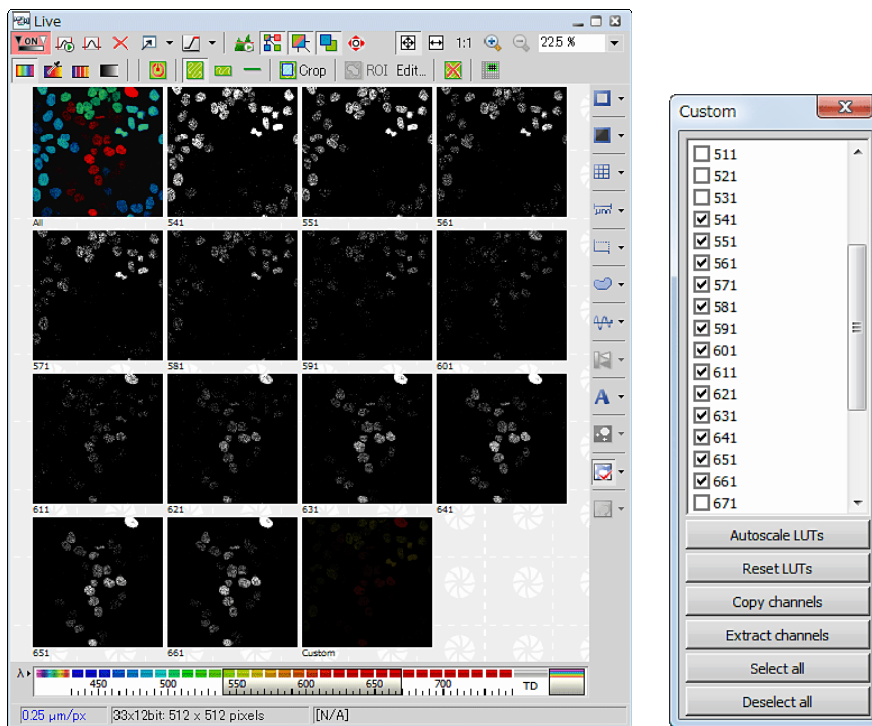 Live
ON 1:1 22.5 %
Crop ROI Edit...
All 541 551 561
571 581 591 601
611 621 631 641
651 661 Custom
λ 450 500 550 600 650 700 TD
0.25 µm/px 33x12bit: 512 x 512 pixels [N/A]
µm
A
Custom
511
521
531
541
551
561
571
581
591
601
611
621
631
641
651
661
671
Autoscale LUTs
Reset LUTs
Copy channels
Extract channels
Select all
Deselect all